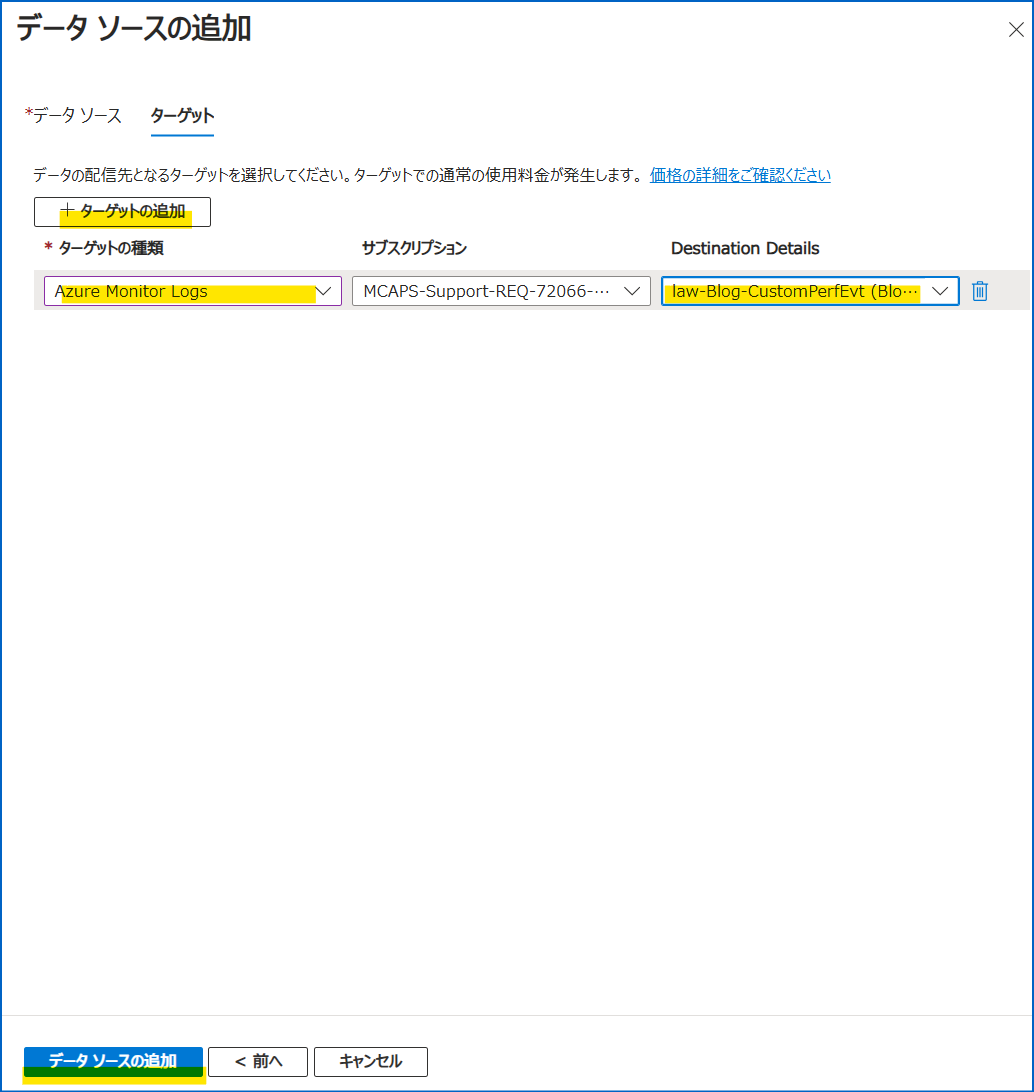 データ ソースの追加
*データ ソース ターゲット
データの配信先となるターゲットを選択してください。ターゲットでの通常の使用料金が発生します。 価格の詳細をご確認ください
+ ターゲットの追加
* ターゲットの種類 サブスクリプション Destination Details
Azure Monitor Logs MCAPS-Support-REQ-72066-··· law-Blog-CustomPerfEvt (Blo···
データ ソースの追加 < 前へ キャンセル